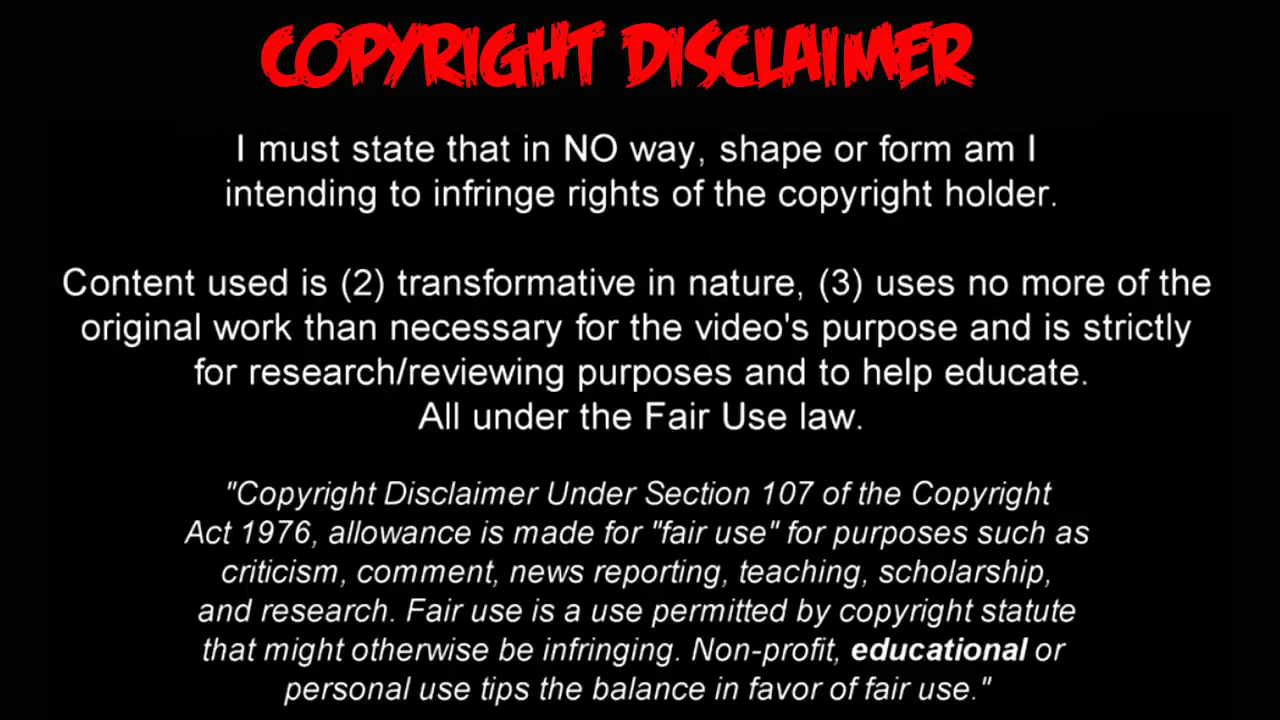 COPYRIGHT DISCLAIMER
I must state that in NO way, shape or form am I
intending to infringe rights of the copyright holder.
Content used is (2) transformative in nature, (3) uses no more of the
original work than necessary for the video's purpose and is strictly
for research/reviewing purposes and to help educate.
All under the Fair Use law.
"Copyright Disclaimer Under Section 107 of the Copyright
Act 1976, allowance is made for "fair use" for purposes such as
criticism, comment, news reporting, teaching, scholarship,
and research. Fair use is a use permitted by copyright statute
that might otherwise be infringing. Non-profit, educational or
personal use tips the balance in favor of fair use."